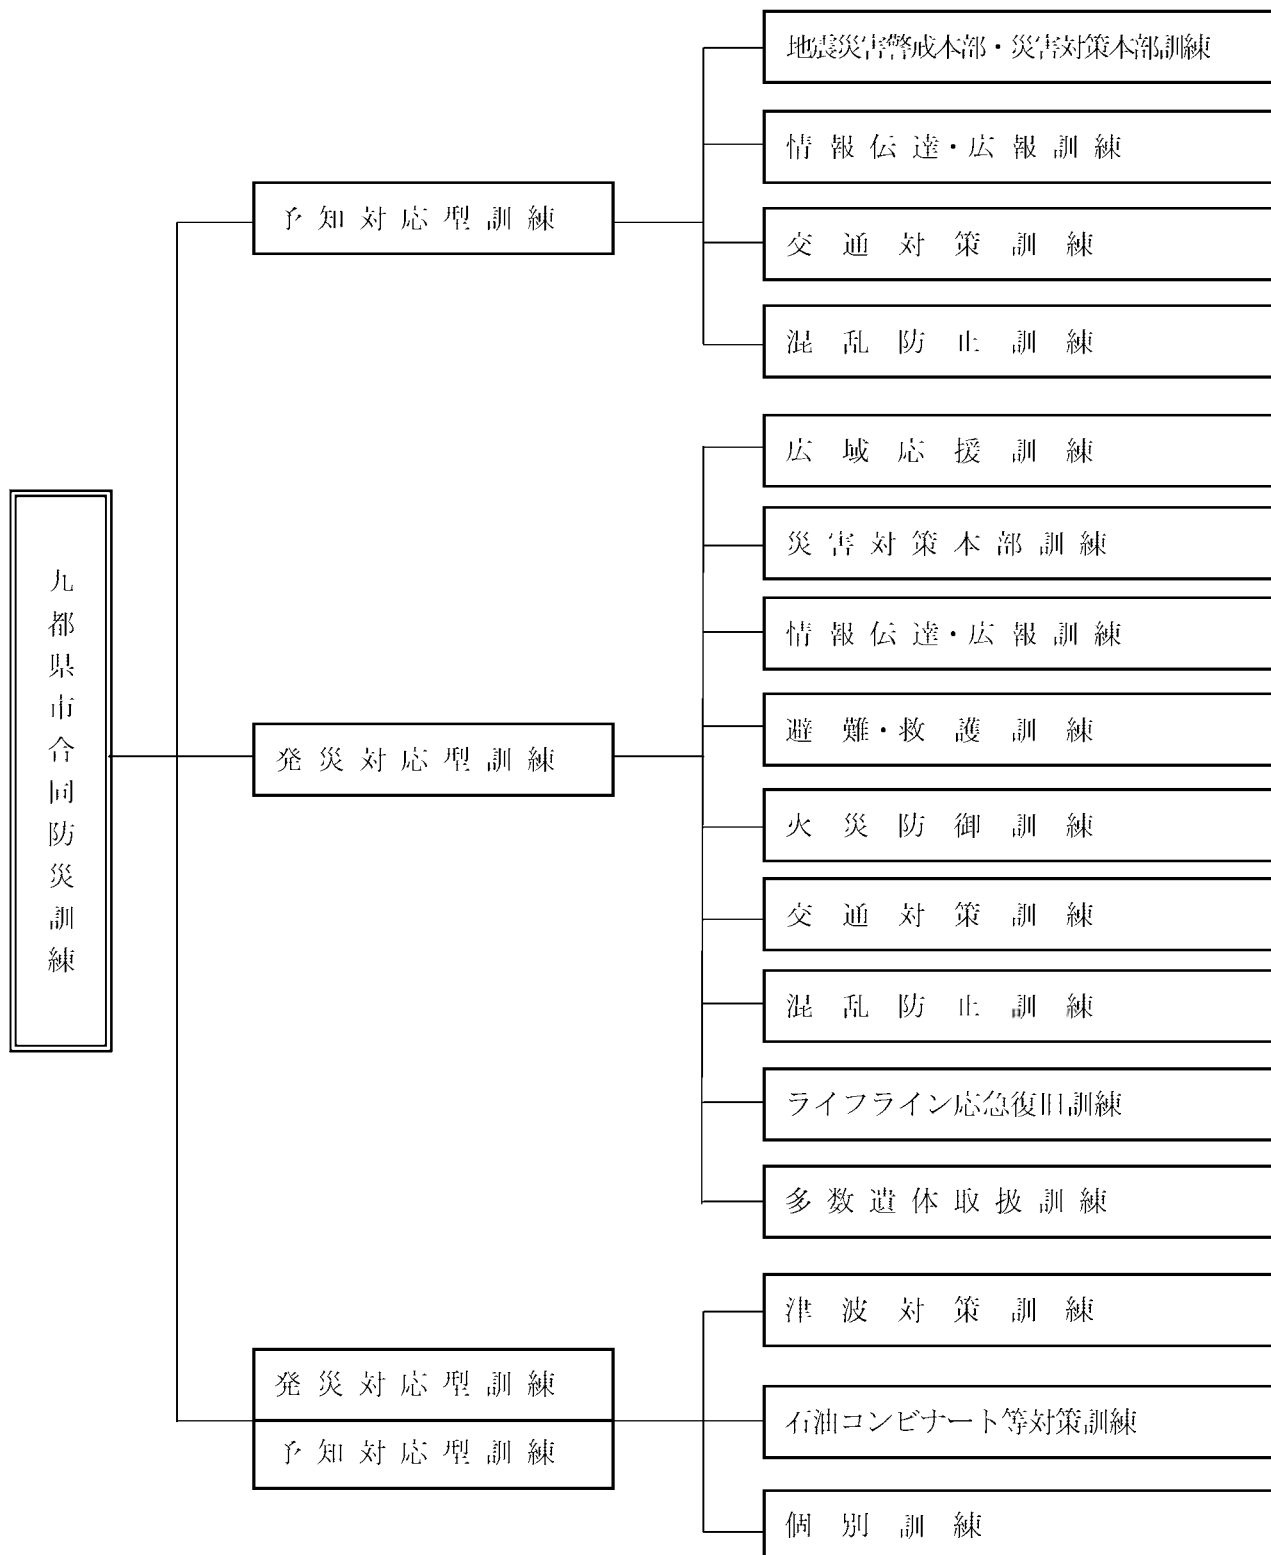 九都県市合同防災訓練
予知対応型訓練
地震災害警戒本部・災害対策本部訓練
情報伝達・広報訓練
交通対策訓練
混乱防止訓練
発災対応型訓練
広域応援訓練
災害対策本部訓練
情報伝達・広報訓練
避難・救護訓練
火災防御訓練
交通対策訓練
混乱防止訓練
ライフライン応急復旧訓練
多数遺体取扱訓練
発災対応型訓練
予知対応型訓練
津波対策訓練
石油コンビナート等対策訓練
個別訓練